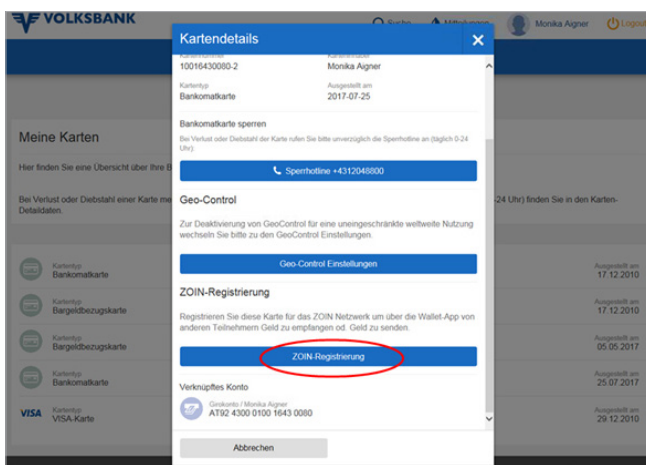 VOLKSBANK
Suche
Mitteilungen
Monika Aigner
Logout
Kartendetails
Kartennummer
Karteninhaber
10016430080-2
Monika Aigner
Kartentyp
Ausgestellt am
Bankomatkarte
2017-07-25
Bankomatkarte sperren
Bei Verlust oder Diebstahl der Karte rufen Sie bitte unverzüglich die Sperrhotline an (täglich 0-24
Uhr):
Sperrhotline +4312048800
Geo-Control
Zur Deaktivierung von GeoControl für eine uneingeschränkte weltweite Nutzung
wechseln Sie bitte zu den GeoControl Einstellungen.
Geo-Control Einstellungen
ZOIN-Registrierung
Registrieren Sie diese Karte für das ZOIN Netzwerk um über die Wallet-App von
anderen Teilnehmern Geld zu empfangen od. Geld zu senden.
ZOIN-Registrierung
Verknüpftes Konto
Girokonto / Monika Aigner
AT92 4300 0100 1643 0080
Abbrechen
Meine Karten
Hier finden Sie eine Übersicht über Ihre B
Bei Verlust oder Diebstahl einer Karte me
-24 Uhr) finden Sie in den Karten-
Detaildaten.
Kartentyp
Bankomatkarte
Ausgestellt am
17.12.2010
Kartentyp
Bargeldbezugskarte
Ausgestellt am
17.12.2010
Kartentyp
Bargeldbezugskarte
Ausgestellt am
05.05.2017
Kartentyp
Bankomatkarte
Ausgestellt am
25.07.2017
VISA
Kartentyp
VISA-Karte
Ausgestellt am
29.12.2010